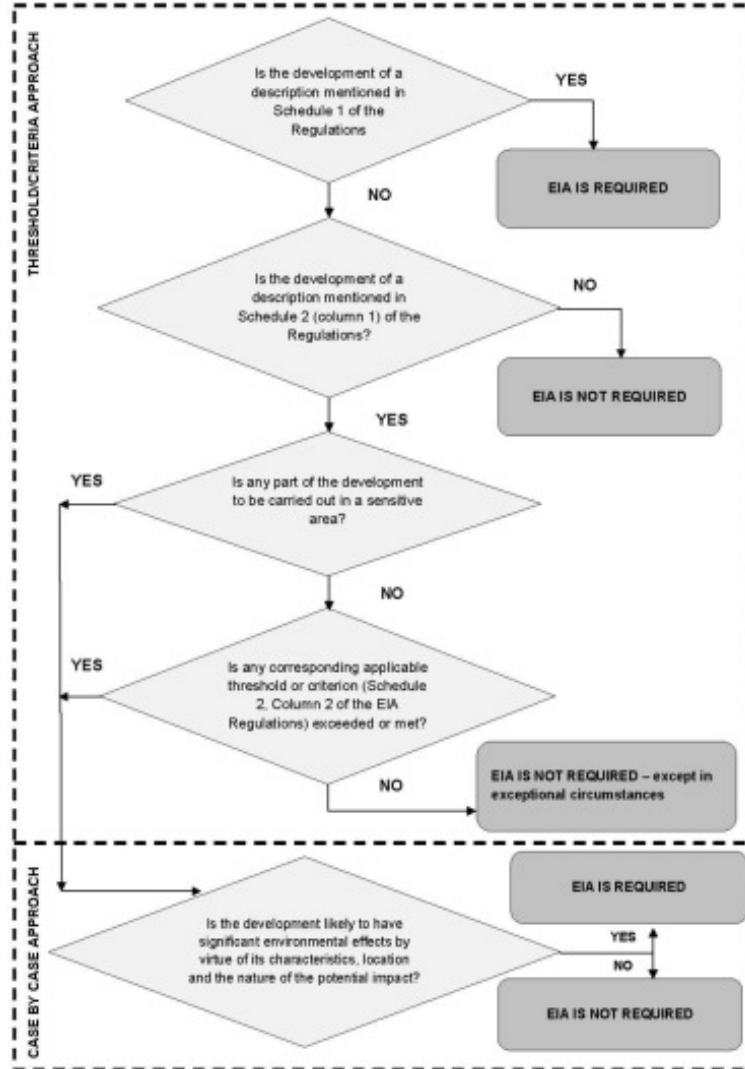 THRESHOLD/CRITERIA APPROACH
Is the development of a
description mentioned in
Schedule 1 of the
Regulations
YES
EIA IS REQUIRED
NO
Is the development of a
description mentioned in
Schedule 2 (column 1) of the
Regulations?
NO
EIA IS NOT REQUIRED
YES
Is any part of the development
to be carried out in a sensitive
area?
YES
NO
Is any corresponding applicable
threshold or criterion (Schedule
2, Column 2 of the EIA
Regulations) exceeded or met?
YES
NO
EIA IS NOT REQUIRED – except in
exceptional circumstances
CASE BY CASE APPROACH
Is the development likely to have
significant environmental effects by
virtue of its characteristics, location
and the nature of the potential impact?
EIA IS REQUIRED
YES
NO
EIA IS NOT REQUIRED